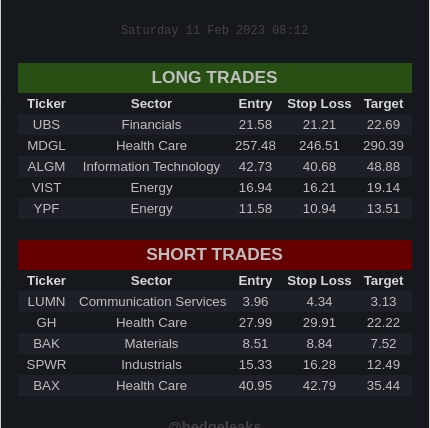 Saturday 11 Feb 2023 08:12
LONG TRADES
Ticker Sector Entry Stop Loss Target
UBS Financials 21.58 21.21 22.69
MDGL Health Care 257.48 246.51 290.39
ALGM Information Technology 42.73 40.68 48.88
VIST Energy 16.94 16.21 19.14
YPF Energy 11.58 10.94 13.51
SHORT TRADES
Ticker Sector Entry Stop Loss Target
LUMN Communication Services 3.96 4.34 3.13
GH Health Care 27.99 29.91 22.22
BAK Materials 8.51 8.84 7.52
SPWR Industrials 15.33 16.28 12.49
BAX Health Care 40.95 42.79 35.44
@hedgeleaks